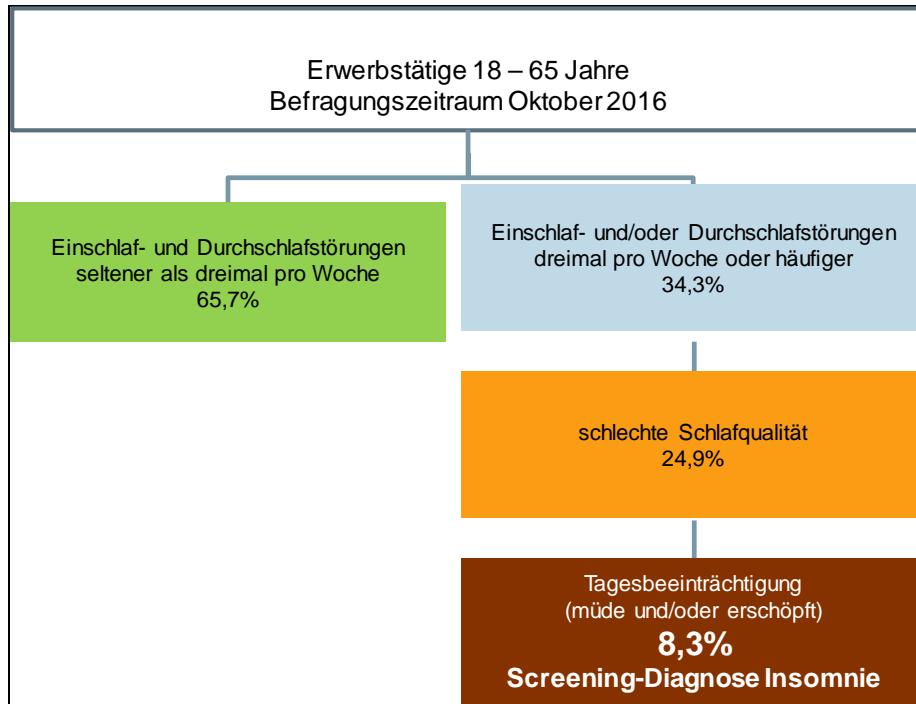 Erwerbstätige 18 – 65 Jahre
Befragungszeitraum Oktober 2016
Einschlaf- und Durchschlafstörungen
seltener als dreimal pro Woche
65,7%
Einschlaf- und/oder Durchschlafstörungen
dreimal pro Woche oder häufiger
34,3%
schlechte Schlafqualität
24,9%
Tagesbeeinträchtigung
(müde und/oder erschöpft)
8,3%
Screening-Diagnose Insomnie